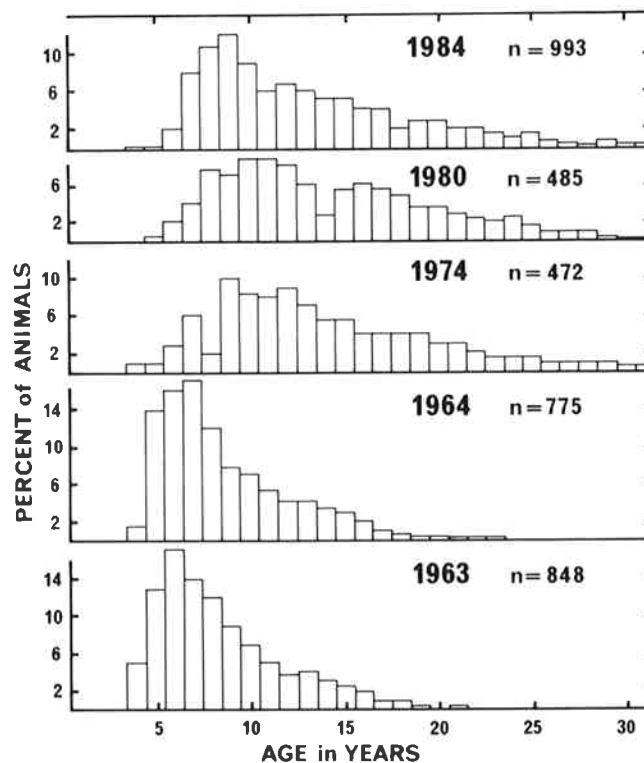 1984 n = 993
10
6
2
1980 n = 485
6
2
1974 n = 472
10
6
2
1964 n = 775
14
10
6
2
1963 n = 848
14
10
6
2
5 10 15 20 25 30
AGE in YEARS
PERCENT of ANIMALS